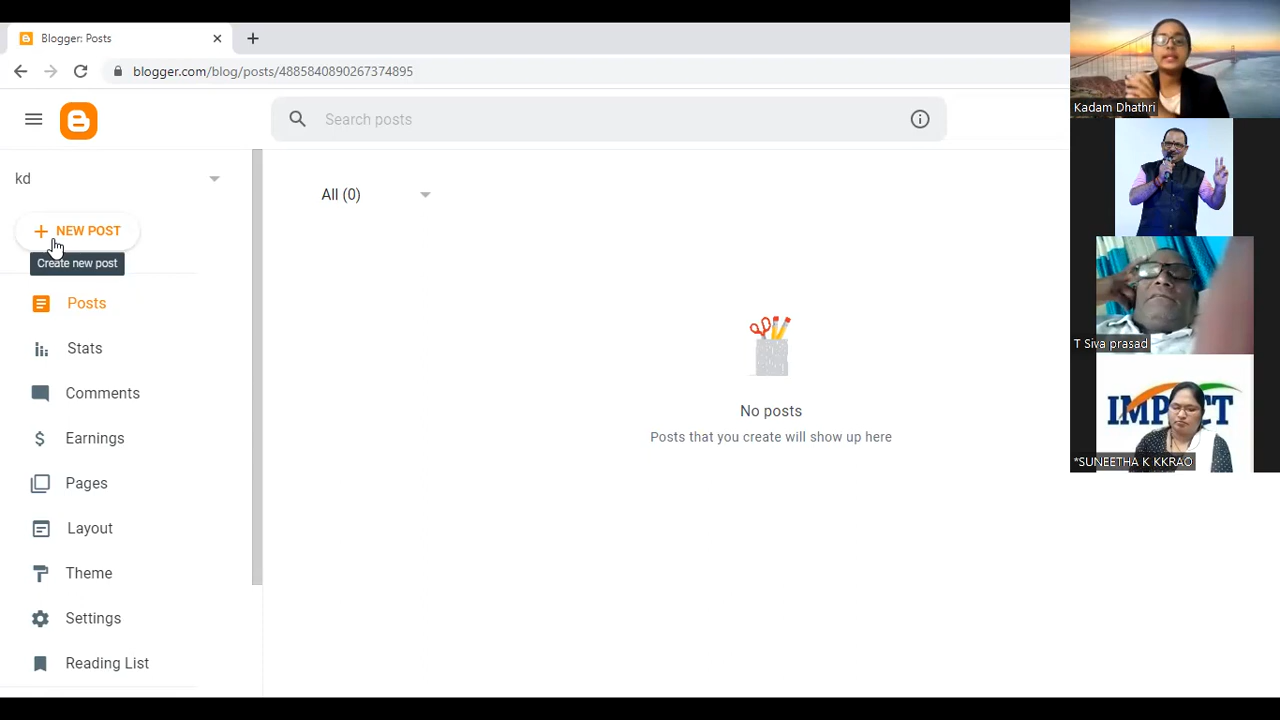 Blogger: Posts
blogger.com/blog/posts/4885840890267374895
Search posts
kd
All (0)
NEW POST
Create new post
Posts
Stats
Comments
Earnings
Pages
Layout
Theme
Settings
Reading List
No posts
Posts that you create will show up here
Kadam Dhathri
T Siva prasad
IMPACT
*SUNEETHA K KKRAO